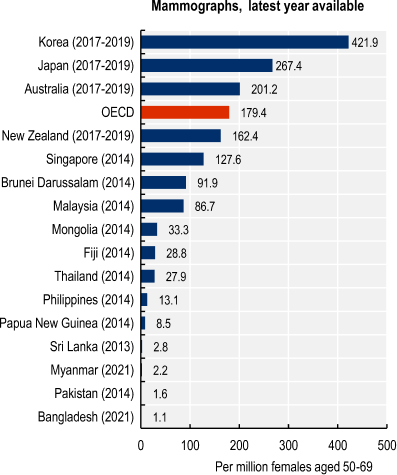 Mammographs, latest year available
Korea (2017-2019) 421.9
Japan (2017-2019) 267.4
Australia (2017-2019) 201.2
OECD 179.4
New Zealand (2017-2019) 162.4
Singapore (2014) 127.6
Brunei Darussalam (2014) 91.9
Malaysia (2014) 86.7
Mongolia (2014) 33.3
Fiji (2014) 28.8
Thailand (2014) 27.9
Philippines (2014) 13.1
Papua New Guinea (2014) 8.5
Sri Lanka (2013) 2.8
Myanmar (2021) 2.2
Pakistan (2014) 1.6
Bangladesh (2021) 1.1
0 100 200 300 400 500
Per million females aged 50-69